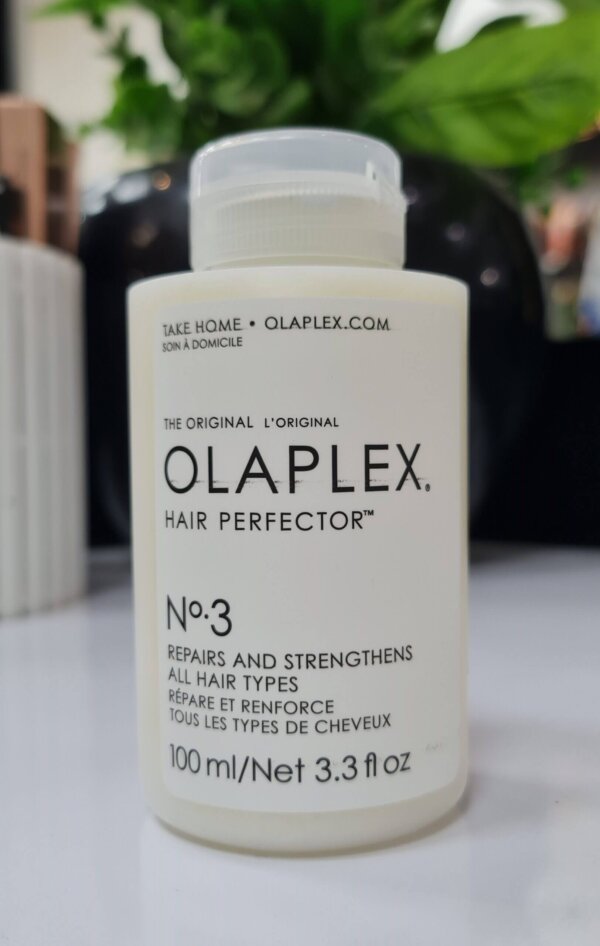 TAKE HOME • OLAPLEX.COM
SOIN À DOMICILE
THE ORIGINAL L'ORIGINAL
OLAPLEX®
HAIR PERFECTOR™
Nº.3
REPAIRS AND STRENGTHENS
ALL HAIR TYPES
RÉPARE ET RENFORCE
TOUS LES TYPES DE CHEVEUX
100 ml/Net 3.3 fl oz